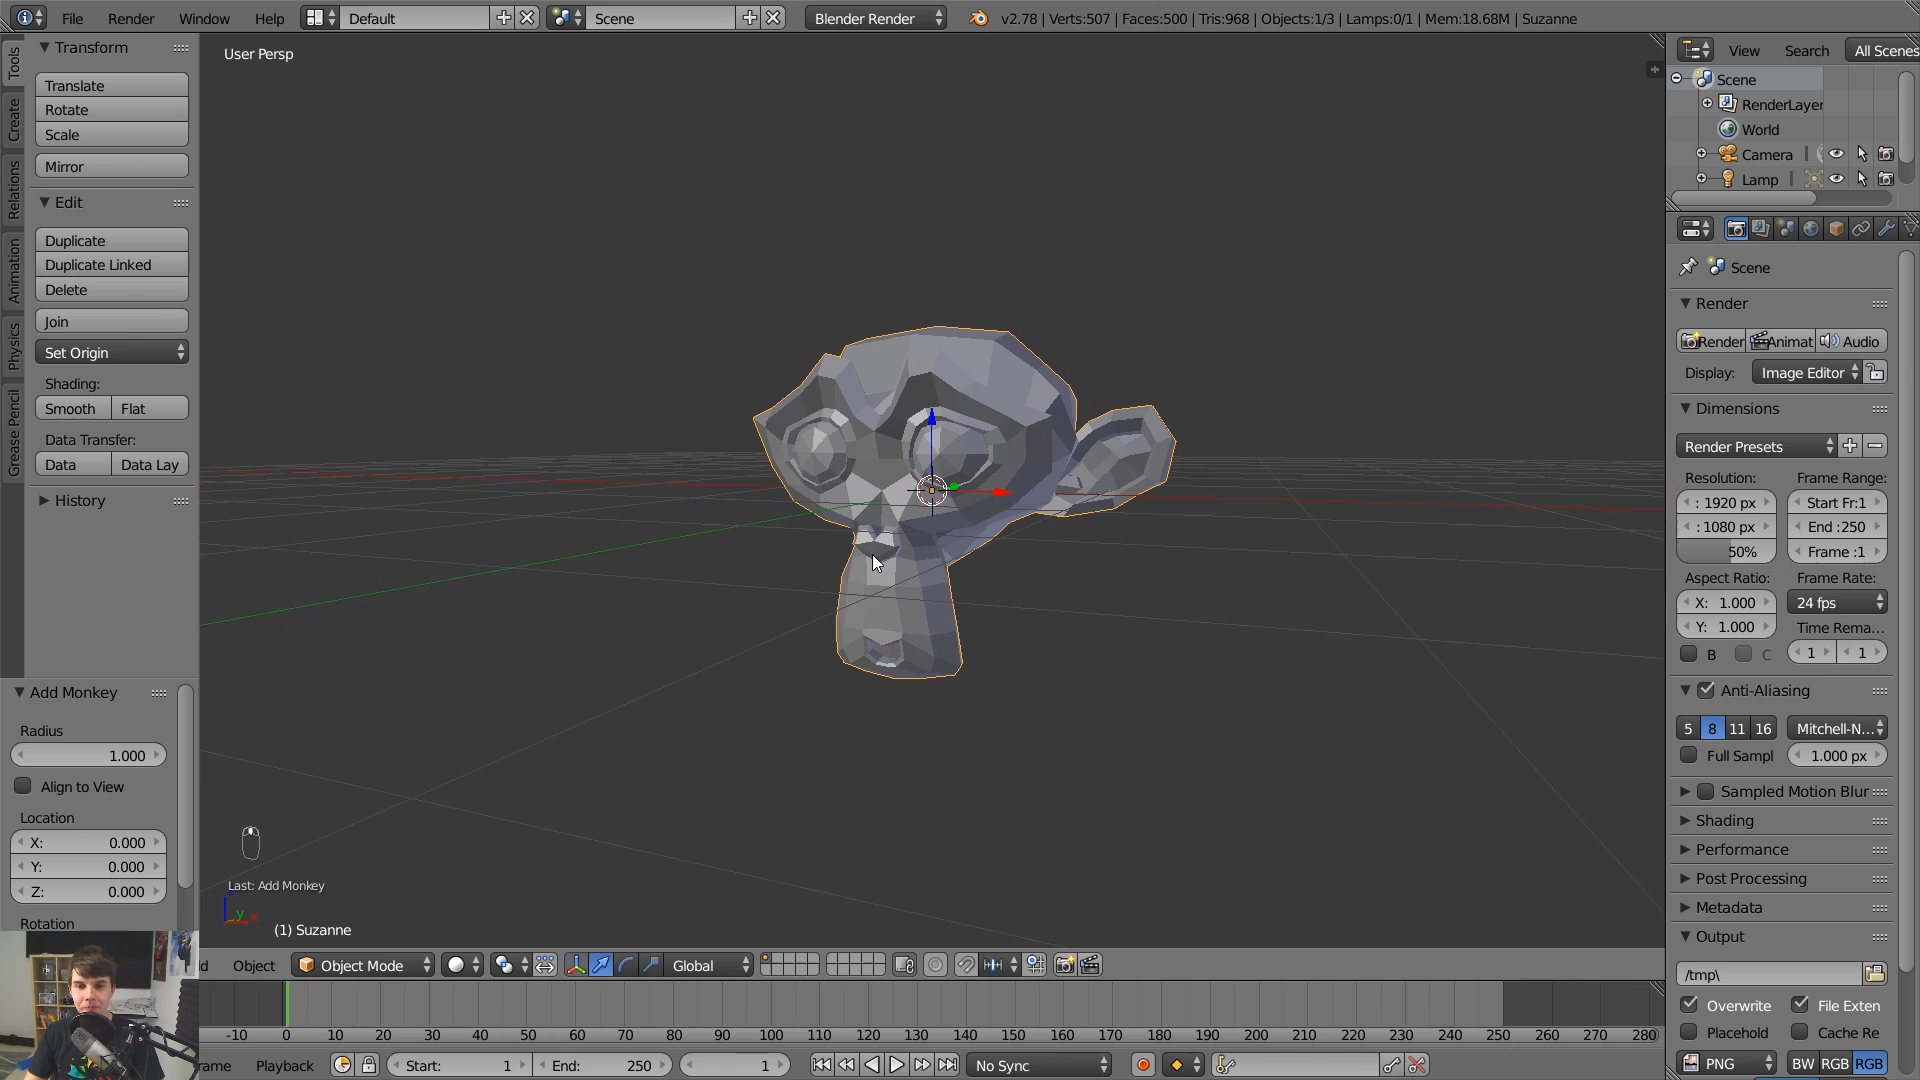 File Render Window Help Default Scene Blender Render v2.78 | Verts:507 | Faces:500 | Tris:968 | Objects:1/3 | Lamps:0/1 | Mem:18.68M | Suzanne
Tools
Create
Relations
Animation
Physics
Grease Pencil
Transform
Translate
Rotate
Scale
Mirror
Edit
Duplicate
Duplicate Linked
Delete
Join
Set Origin
Shading:
Smooth Flat
Data Transfer:
Data Data Lay
History
Add Monkey
Radius
1.000
Align to View
Location
X: 0.000
Y: 0.000
Z: 0.000
Rotation
User Persp
Last: Add Monkey
z
y x
(1) Suzanne
View Search All Scenes
Scene
RenderLayer
World
Camera
Lamp
Scene
Render
Render Animat Audio
Display: Image Editor
Dimensions
Render Presets
Resolution: Frame Range:
: 1920 px Start Fr:1
: 1080 px End :250
50% Frame :1
Aspect Ratio: Frame Rate:
X: 1.000 24 fps
Y: 1.000 Time Rema...
B C 1 1
Anti-Aliasing
5 8 11 16 Mitchell-N...
Full Sampl 1.000 px
Sampled Motion Blur
Shading
Performance
Post Processing
Metadata
Output
/tmp\
Overwrite File Exten
Placehold Cache Re
PNG BW RGB RGB
ld Object Object Mode Global
-10 0 10 20 30 40 50 60 70 80 90 100 110 120 130 140 150 160 170 180 190 200 210 220 230 240 250 260 270 280
rame Playback Start: 1 End: 250 1 No Sync